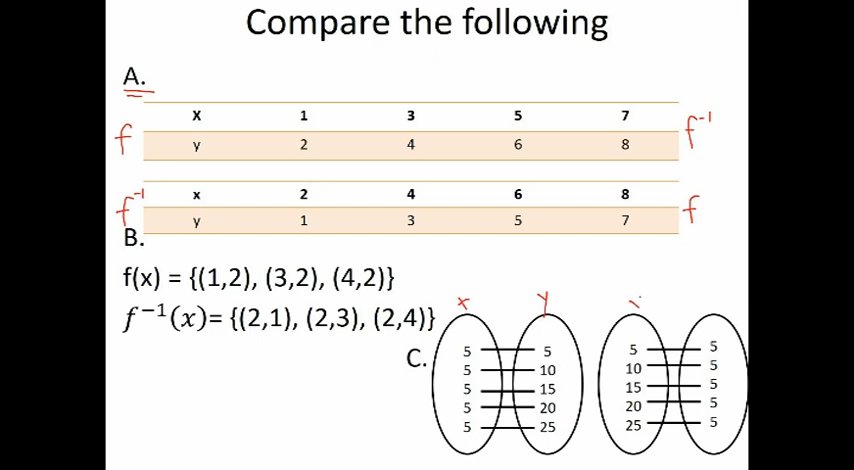 Compare the following
A.
x 1 3 5 7
f y 2 4 6 8 f⁻¹
x 2 4 6 8
f⁻¹ y 1 3 5 7 f
B.
f(x) = {(1,2), (3,2), (4,2)}
f⁻¹(x)= {(2,1), (2,3), (2,4)}
x y
C.
5 5 5 5
5 10 10 5
5 15 15 5
5 20 20 5
5 25 25 5